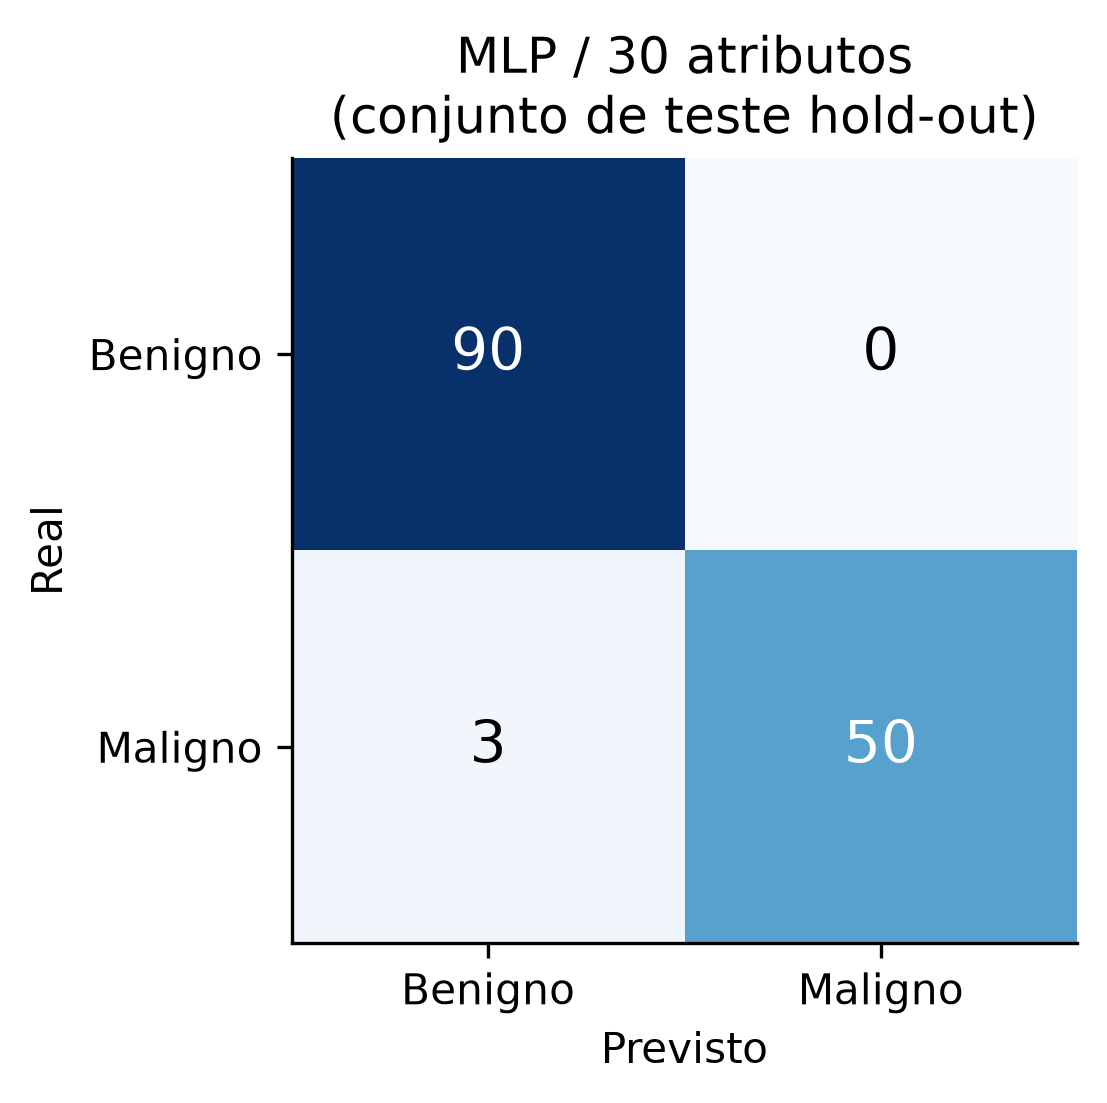 MLP / 30 atributos
(conjunto de teste hold-out)
Benigno
90
0
Real
Maligno
3
50
Benigno
Maligno
Previsto